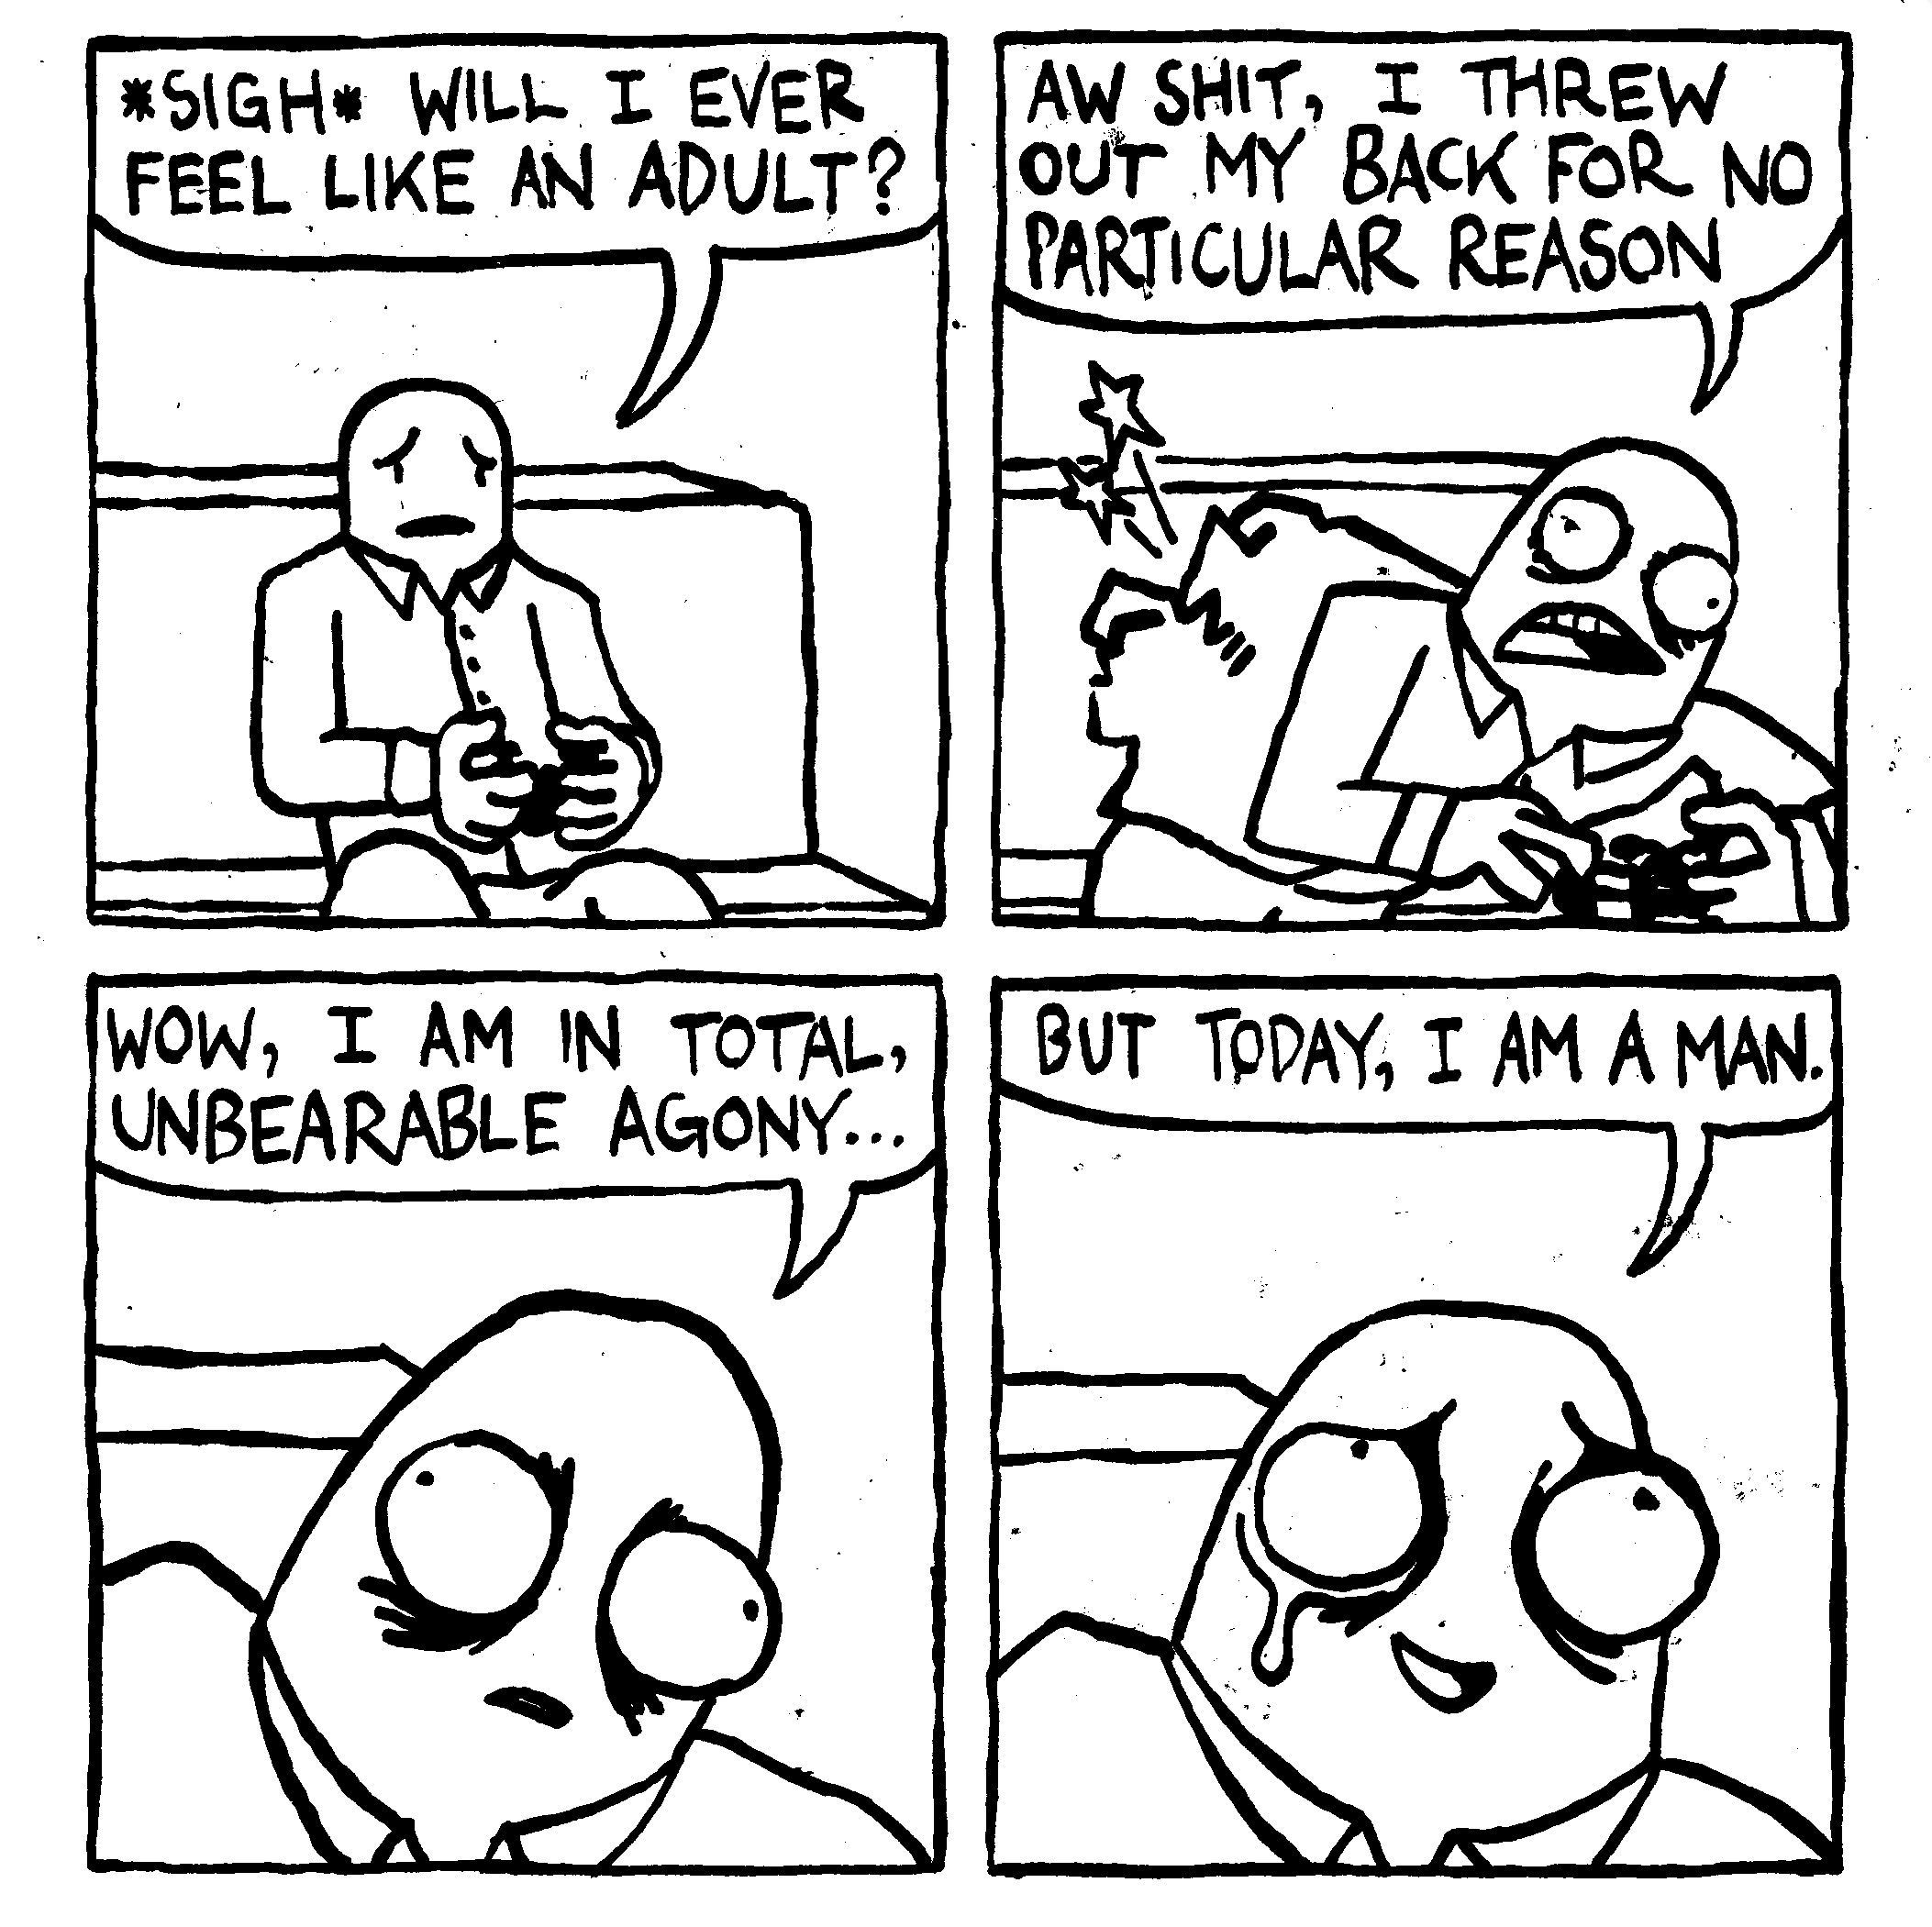 *SIGH* WILL I EVER
FEEL LIKE AN ADULT?
AW SHIT, I THREW
OUT MY BACK FOR NO
PARTICULAR REASON
WOW, I AM IN TOTAL,
UNBEARABLE AGONY...
BUT TODAY, I AM A MAN.